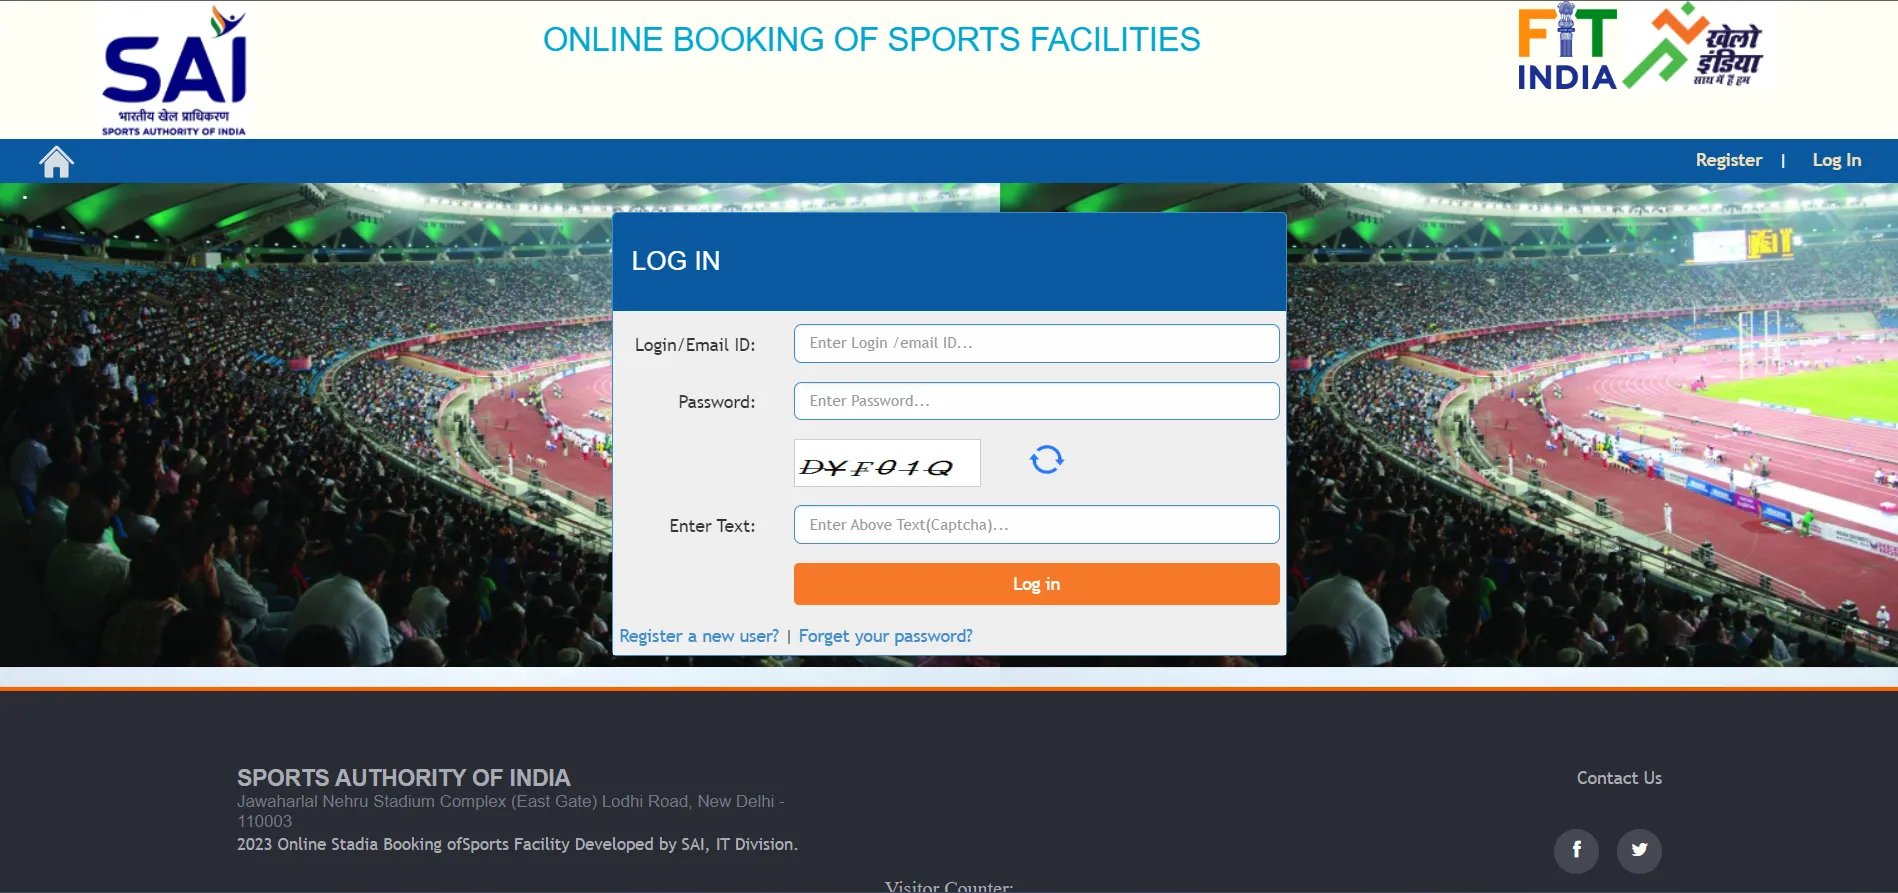 SAI
भारतीय खेल प्राधिकरण
SPORTS AUTHORITY OF INDIA
ONLINE BOOKING OF SPORTS FACILITIES
FIT
INDIA
खेलो
इंडिया
साथ में हैं हम
Register | Log In
LOG IN
Login/Email ID: Enter Login /email ID...
Password: Enter Password...
DYF01Q
Enter Text: Enter Above Text(Captcha)...
Log in
Register a new user? | Forget your password?
SPORTS AUTHORITY OF INDIA
Jawaharlal Nehru Stadium Complex (East Gate) Lodhi Road, New Delhi -
110003
2023 Online Stadia Booking ofSports Facility Developed by SAI, IT Division.
Contact Us
Visitor Counter: